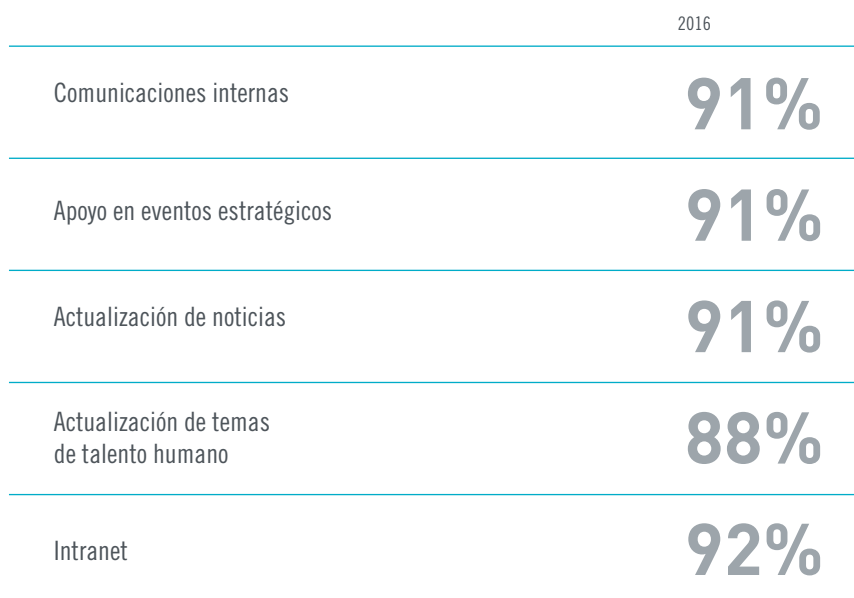 2016
Comunicaciones internas 91%
Apoyo en eventos estratégicos 91%
Actualización de noticias 91%
Actualización de temas
de talento humano 88%
Intranet 92%